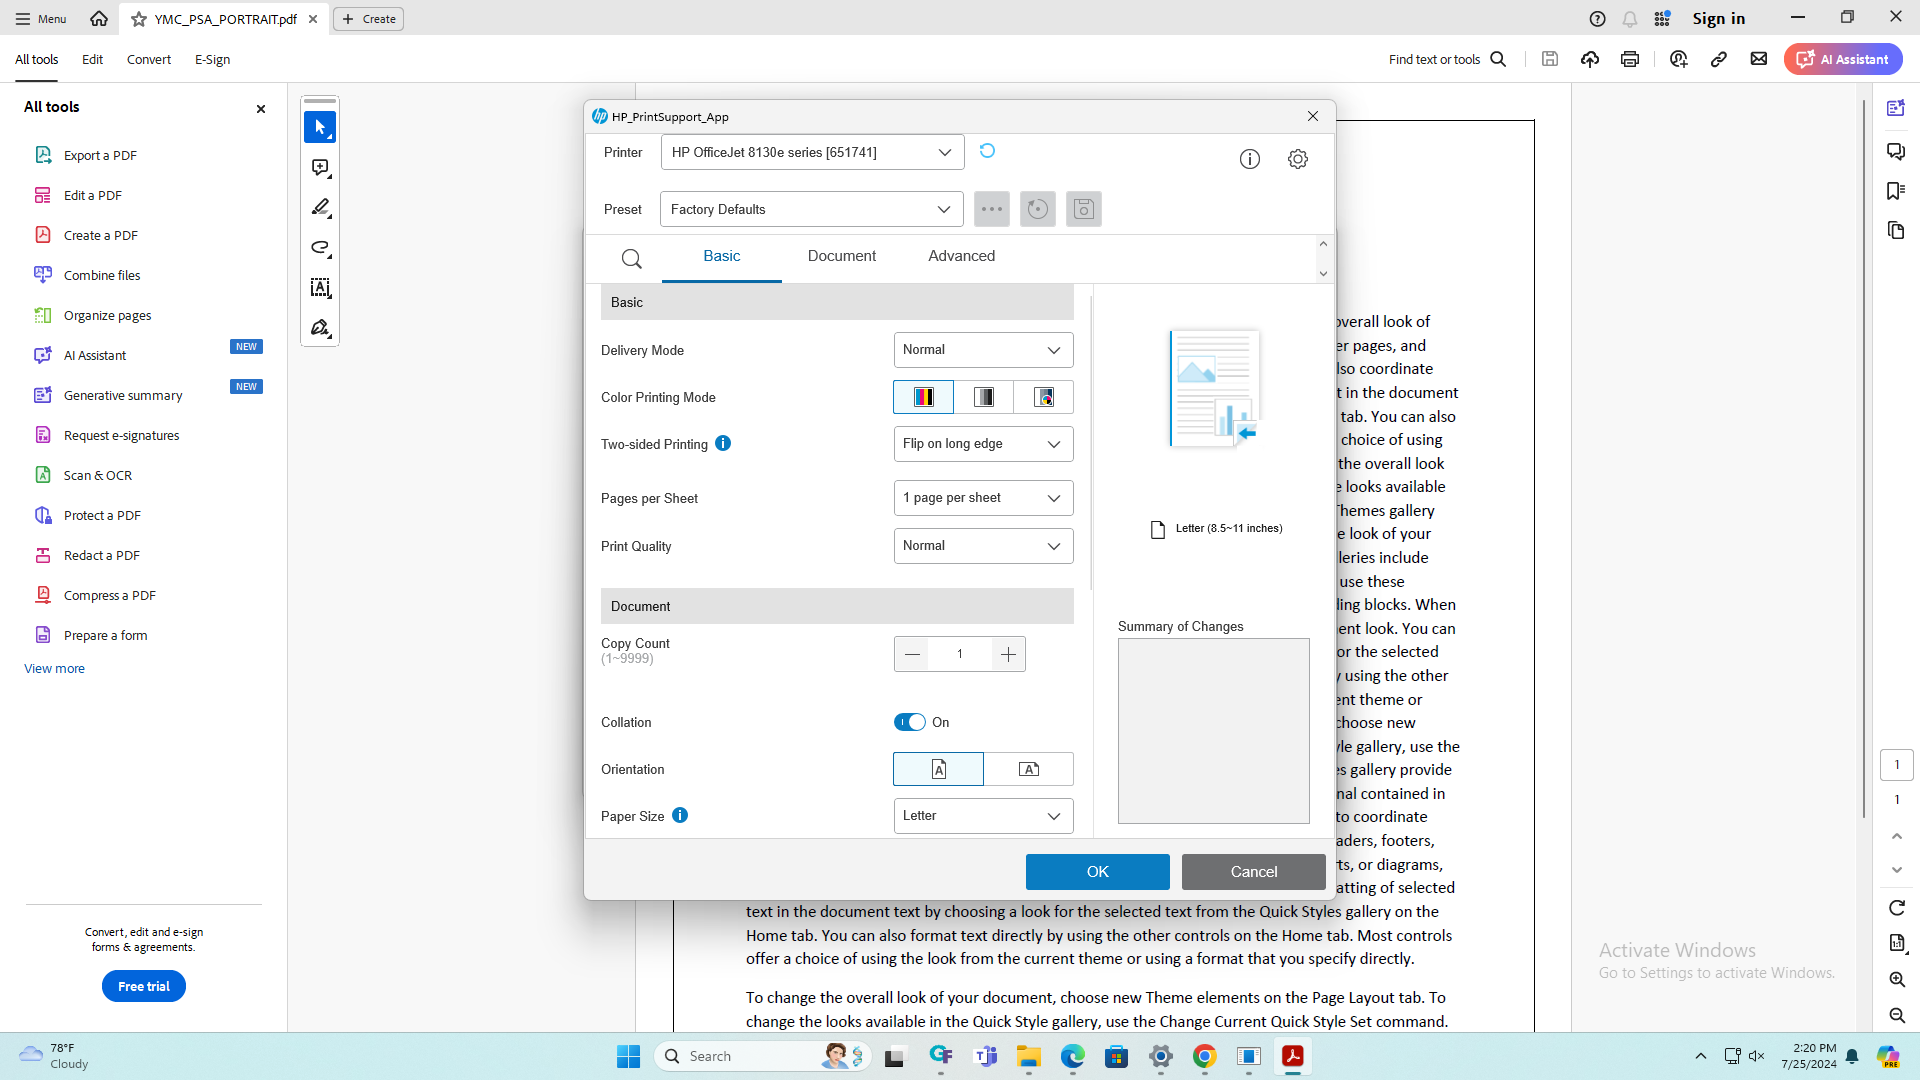 Menu
YMC_PSA_PORTRAIT.pdf
Create
Sign in
All tools
Edit
Convert
E-Sign
Find text or tools
AI Assistant
All tools
Export a PDF
Edit a PDF
Create a PDF
Combine files
Organize pages
AI Assistant
NEW
Generative summary
NEW
Request e-signatures
Scan & OCR
Protect a PDF
Redact a PDF
Compress a PDF
Prepare a form
View more
Convert, edit and e-sign
forms & agreements.
Free trial
HP_PrintSupport_App
Printer
HP OfficeJet 8130e series [651741]
Preset
Factory Defaults
Basic
Document
Advanced
Basic
Delivery Mode
Normal
Color Printing Mode
Two-sided Printing
Flip on long edge
Pages per Sheet
1 page per sheet
Print Quality
Normal
Document
Copy Count
(1~9999)
1
Collation
On
Orientation
Paper Size
Letter
Letter (8.5~11 inches)
Summary of Changes
OK
Cancel
overall look of
er pages, and
lso coordinate
t in the document
tab. You can also
choice of using
the overall look
e looks available
Themes gallery
e look of your
lleries include
use these
ding blocks. When
ent look. You can
or the selected
y using the other
ent theme or
choose new
yle gallery, use the
es gallery provide
nal contained in
to coordinate
aders, footers,
rts, or diagrams,
atting of selected
text in the document text by choosing a look for the selected text from the Quick Styles gallery on the
Home tab. You can also format text directly by using the other controls on the Home tab. Most controls
offer a choice of using the look from the current theme or using a format that you specify directly.
To change the overall look of your document, choose new Theme elements on the Page Layout tab. To
change the looks available in the Quick Style gallery, use the Change Current Quick Style Set command.
1
1
Activate Windows
Go to Settings to activate Windows.
78°F
Cloudy
Search
2:20 PM
7/25/2024
PRE